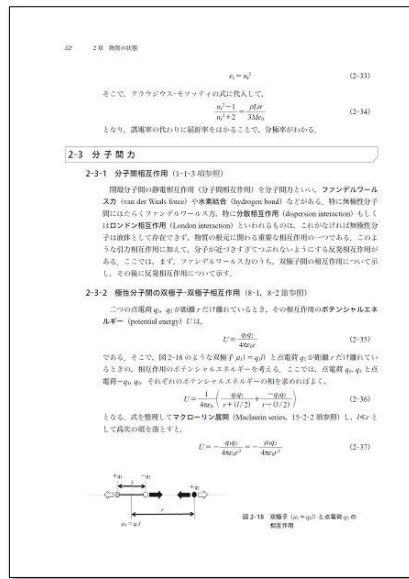 52　2章　物質の状態
εr = nr²　(2-33)
そこで，クラウジウス-モソッティの式に代入して，
(nr²−1)/(nr²+2) = ρLα/3Mε0　(2-34)
となり，誘電率の代わりに屈折率をはかることで，分極率がわかる．
2-3　分子間力
2-3-1　分子間相互作用（1-1-3 項参照）
閉殻分子間の静電相互作用（分子間相互作用）を分子間力といい，ファンデルワール
スカ（van der Waals force）や水素結合（hydrogen bond）などがある．特に無極性分子
間にはたらくファンデルワールス力，特に分散相互作用（dispersion interaction）もしく
はロンドン相互作用（London interaction）といわれるものは，これがなければ無極性分
子は液体として存在できず，物質の根元に関わる重要な相互作用の一つである．このよ
うな引力相互作用に加えて，分子が近づきすぎてつぶれないようにする反発相互作用が
ある．ここでは，まず，ファンデルワールス力のうち，双極子間の相互作用について示
し，その後に反発相互作用について示す．
2-3-2　極性分子間の双極子-双極子相互作用（8-1，8-2 節参照）
二つの点電荷 q1，q2 が距離 r だけ離れているとき，その相互作用のポテンシャルエネ
ルギー（potential energy）U は，
U = q1q2/4πε0r　(2-35)
である．そこで，図 2-18 のような双極子 μ1(＝q1l) と点電荷 q2 が距離 r だけ離れてい
るときの，相互作用のポテンシャルエネルギーを考える．ここでは，点電荷 q1，q2 と点
電荷−q1，q2，それぞれのポテンシャルエネルギーの和を求めればよく，
U = 1/4πε0 ( q1q2/(r+(l/2)) + −q1q2/(r−(l/2)) )　(2-36)
となる．式を整理してマクローリン展開（Maclaurin series，15-2-2 項参照）し，l≪r と
して高次の項を落とすと，
U = − q1q2l/4πε0r² = − μ1q2/4πε0r²　(2-37)
+q1　−q1
l
+q2
r
μ1 = q1l
図 2-18　双極子（μ1 = q1l）と点電荷 q2 の
相互作用